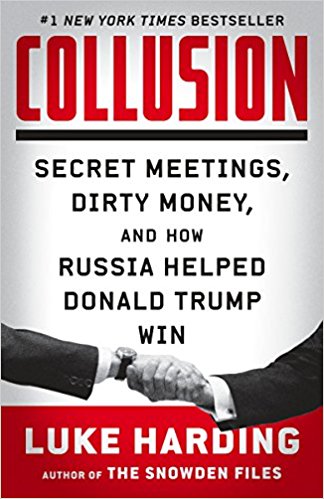 #1 NEW YORK TIMES BESTSELLER
COLLUSION
SECRET MEETINGS,
DIRTY MONEY,
AND HOW
RUSSIA HELPED
DONALD TRUMP
WIN
LUKE HARDING
AUTHOR OF THE SNOWDEN FILES